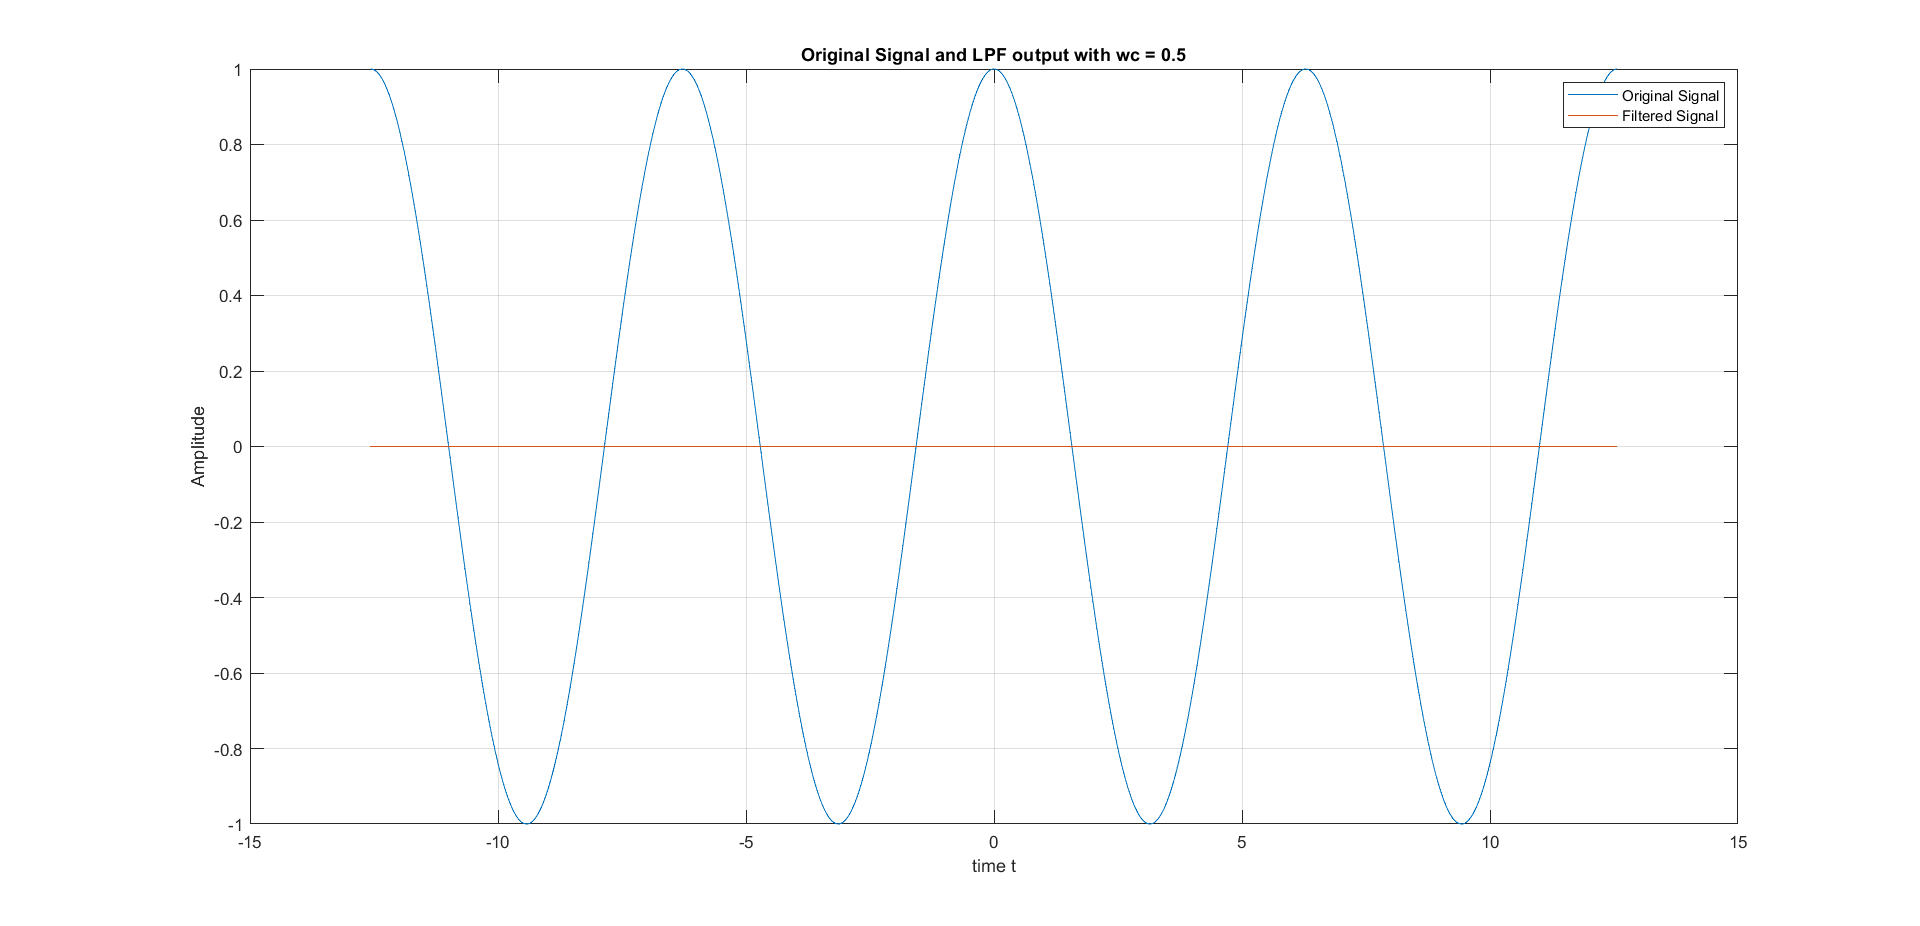 Original Signal and LPF output with wc = 0.5
Original Signal
Filtered Signal
Amplitude
1
0.8
0.6
0.4
0.2
0
-0.2
-0.4
-0.6
-0.8
-1
-15 -10 -5 0 5 10 15
time t